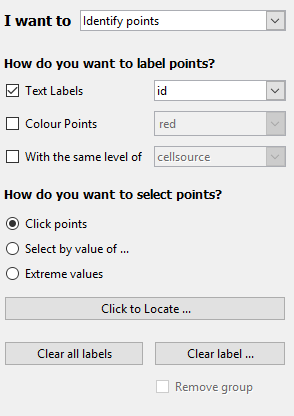 I want to Identify points
How do you want to label points?
Text Labels id
Colour Points red
With the same level of cellsource
How do you want to select points?
Click points
Select by value of ...
Extreme values
Click to Locate ...
Clear all labels Clear label ...
Remove group